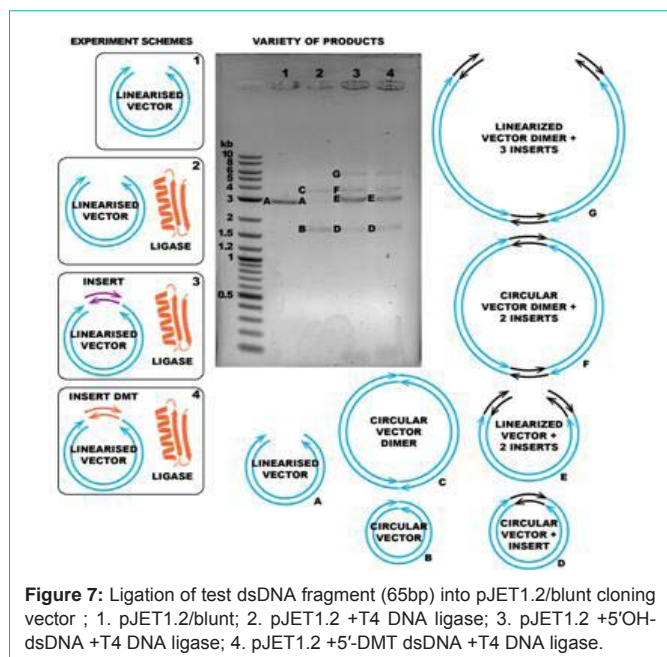 EXPERIMENT SCHEMES
VARIETY OF PRODUCTS
1
LINEARISED
VECTOR
2
LINEARISED
VECTOR
LIGASE
INSERT
3
LINEARISED
VECTOR
LIGASE
INSERT DMT
4
LINEARISED
VECTOR
LIGASE
1 2 3 4
kb
10
8
6
5
4
3
2
1.5
1.2
1
0.5
G
C F
A A E E
B D D
LINEARIZED
VECTOR DIMER +
3 INSERTS
G
CIRCULAR
VECTOR DIMER +
2 INSERTS
F
LINEARIZED
VECTOR +
2 INSERTS
E
CIRCULAR
VECTOR +
INSERT
D
CIRCULAR
VECTOR
DIMER
C
CIRCULAR
VECTOR
B
LINEARISED
VECTOR
A
Figure 7: Ligation of test dsDNA fragment (65bp) into pJET1.2/blunt cloning
vector ; 1. pJET1.2/blunt; 2. pJET1.2 +T4 DNA ligase; 3. pJET1.2 +5′OH-
dsDNA +T4 DNA ligase; 4. pJET1.2 +5′-DMT dsDNA +T4 DNA ligase.